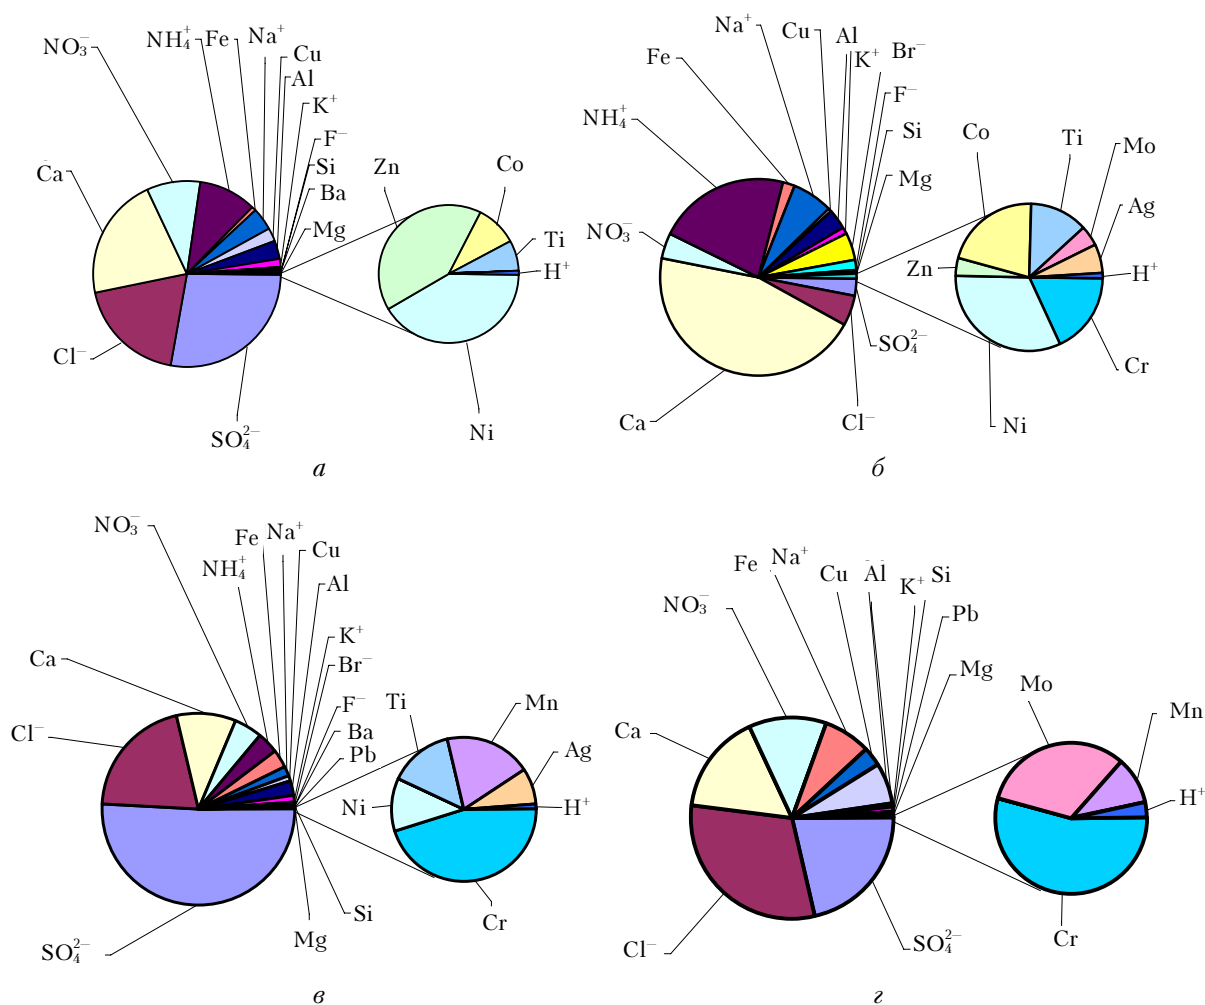 NO₃⁻ NH₄⁺ Fe Na⁺
Cu
Al
K⁺
F⁻
Si
Ba
Mg
Ca
Cl⁻
SO₄²⁻
Zn
Co
Ti
H⁺
Ni
а
Na⁺ Cu Al
K⁺ Br⁻
Fe
F⁻
NH₄⁺
Si
Mg
NO₃⁻
Ca
Cl⁻
SO₄²⁻
Co
Ti
Mo
Ag
Zn
H⁺
Cr
Ni
б
NO₃⁻
Fe Na⁺
Cu
NH₄⁺
Al
K⁺
Br⁻
F⁻
Ba
Pb
Ca
Cl⁻
SO₄²⁻
Mg
Si
Ti
Mn
Ag
Ni
H⁺
Cr
в
Fe Na⁺ Cu Al
K⁺ Si
Pb
NO₃⁻
Mg
Ca
Cl⁻
SO₄²⁻
Mo
Mn
H⁺
Cr
г